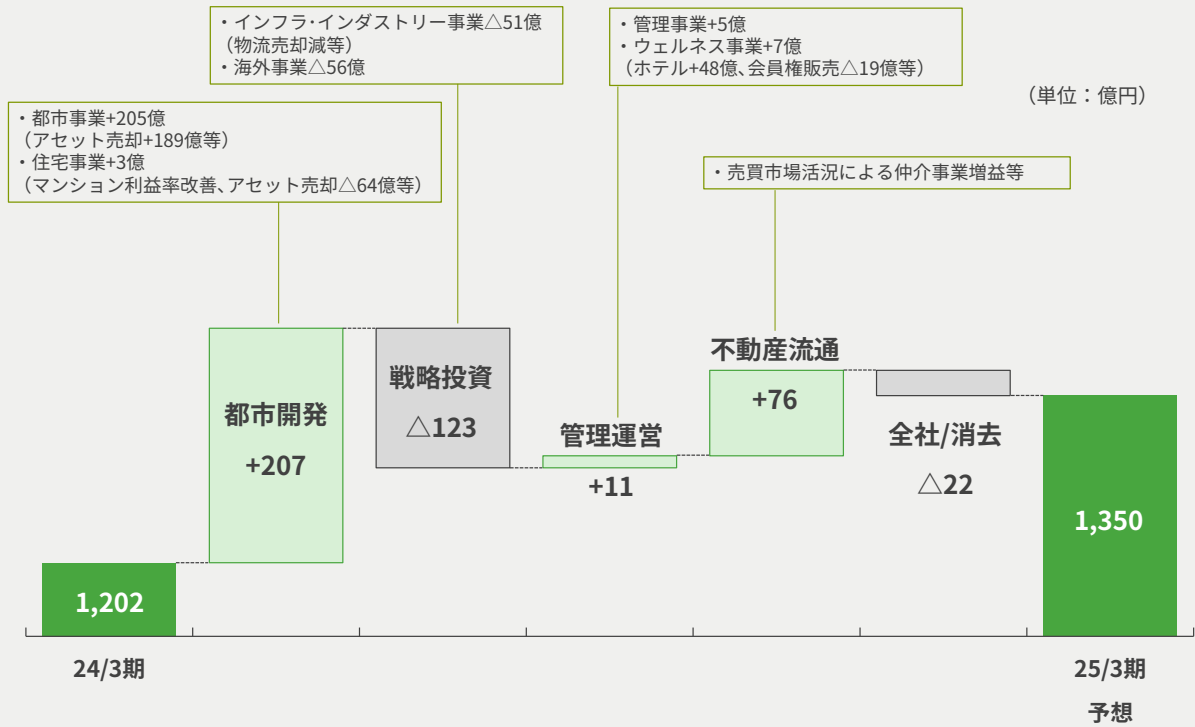 ・インフラ・インダストリー事業△51億
（物流売却減等）
・海外事業△56億
・管理事業+5億
・ウェルネス事業+7億
（ホテル+48億、会員権販売△19億等）
（単位：億円）
・都市事業+205億
（アセット売却+189億等）
・住宅事業+3億
（マンション利益率改善、アセット売却△64億等）
・売買市場活況による仲介事業増益等
都市開発
+207
戦略投資
△123
管理運営
+11
不動産流通
+76
全社/消去
△22
1,202
1,350
24/3期
25/3期
予想